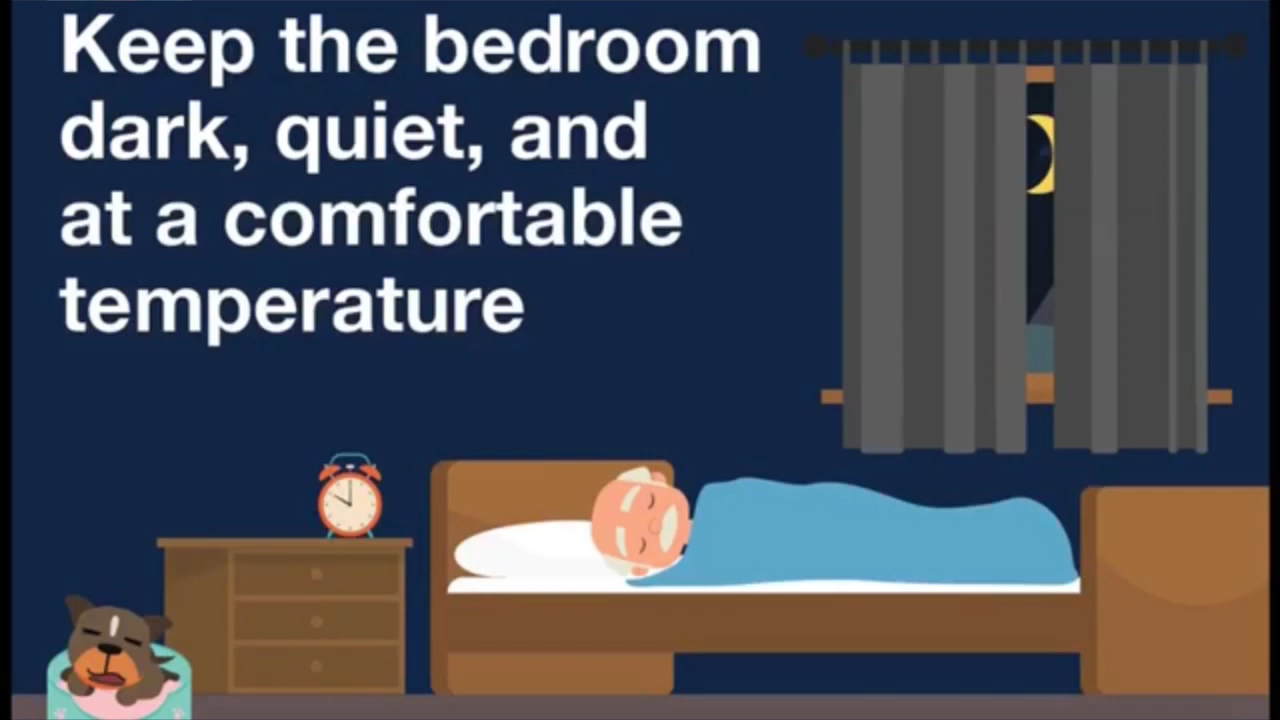 Keep the bedroom
dark, quiet, and
at a comfortable
temperature